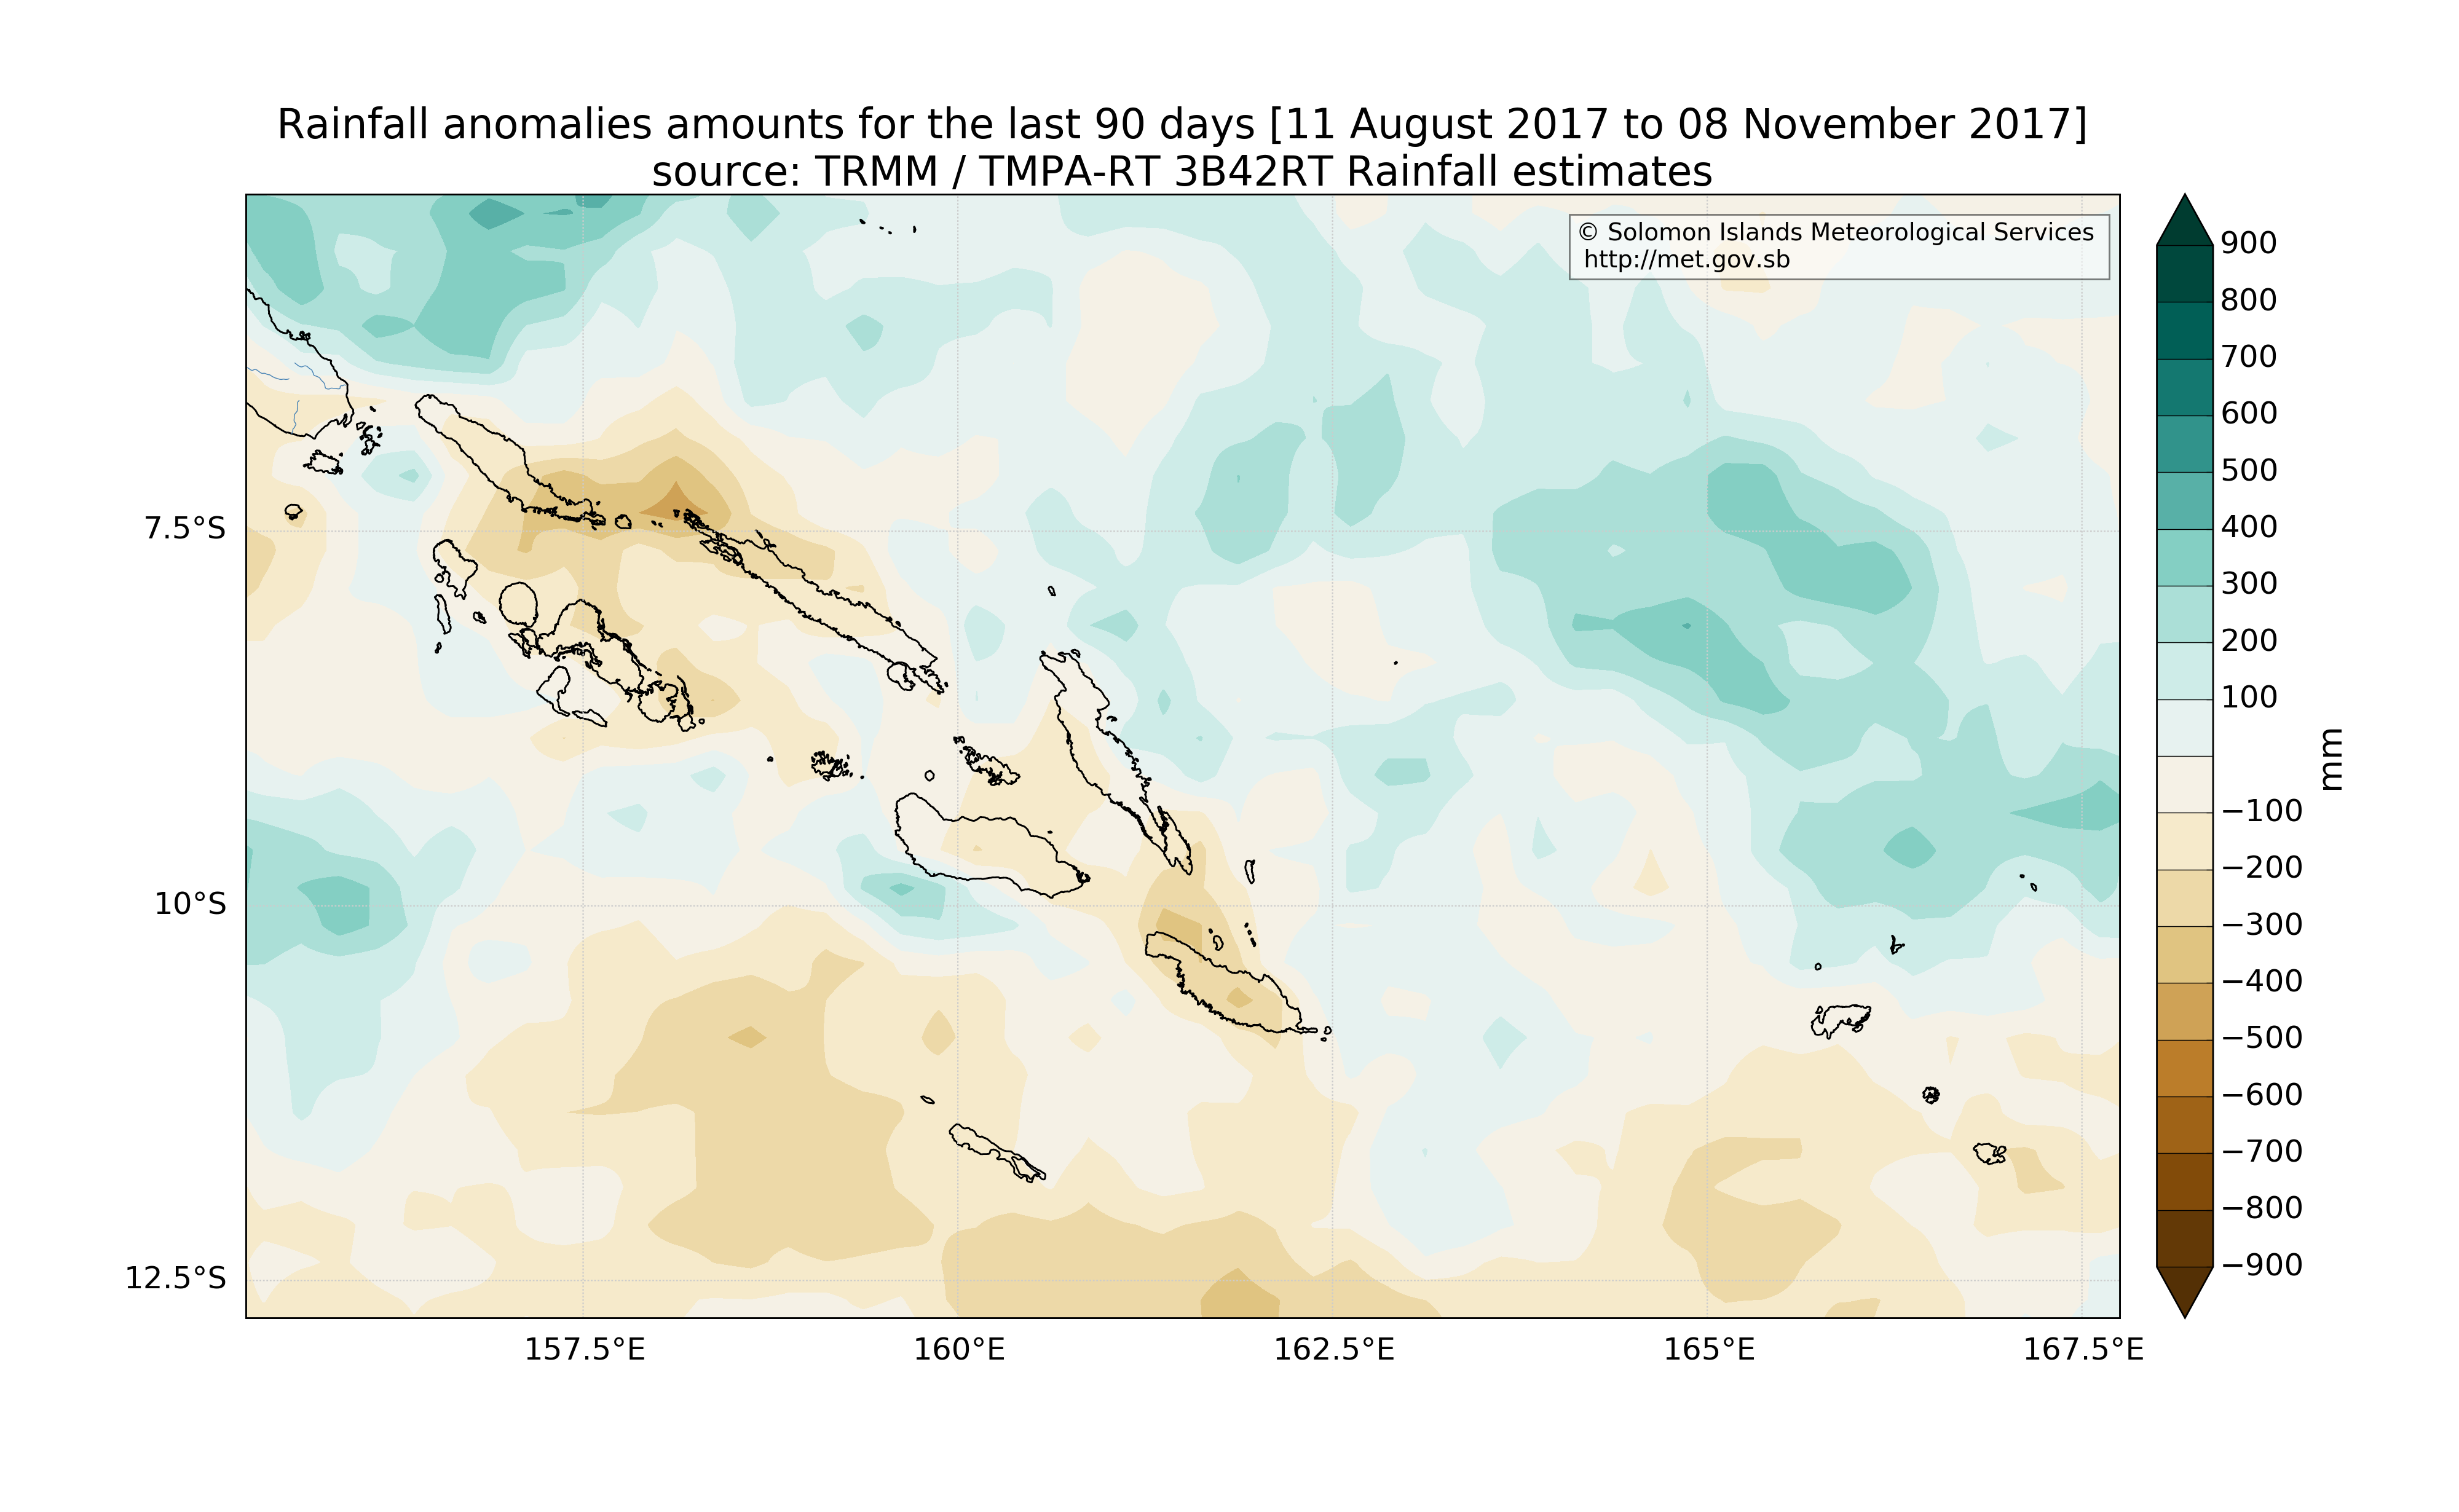 Rainfall anomalies amounts for the last 90 days [11 August 2017 to 08 November 2017]
source: TRMM / TMPA-RT 3B42RT Rainfall estimates
© Solomon Islands Meteorological Services
http://met.gov.sb
7.5°S
10°S
12.5°S
157.5°E
160°E
162.5°E
165°E
167.5°E
900
800
700
600
500
400
300
200
100
−100
−200
−300
−400
−500
−600
−700
−800
−900
mm